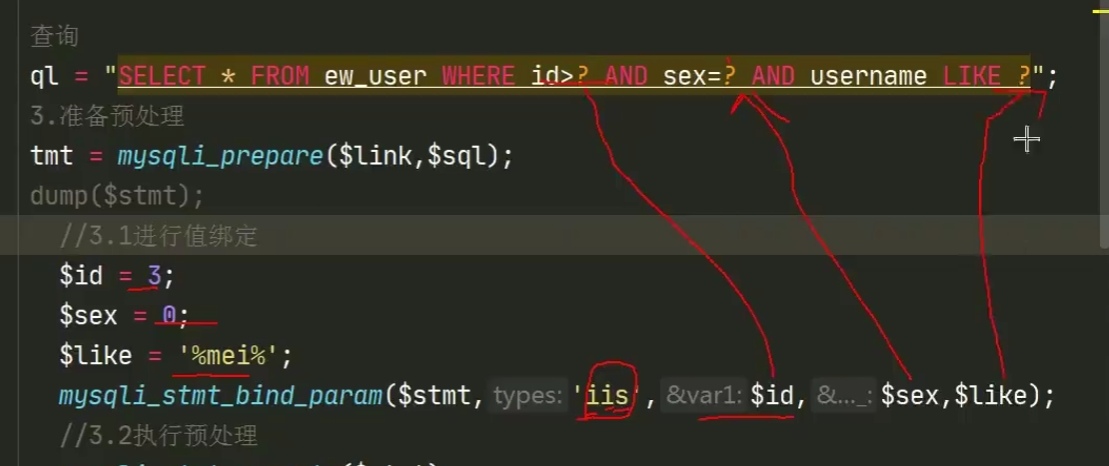 查询
ql = "SELECT * FROM ew_user WHERE id>? AND sex=? AND username LIKE ?";
3.准备预处理
tmt = mysqli_prepare($link,$sql);
dump($stmt);
//3.1进行值绑定
$id = 3;
$sex = 0;
$like = '%mei%';
mysqli_stmt_bind_param($stmt, types: 'iis', &var1: $id, &..._: $sex,$like);
//3.2执行预处理